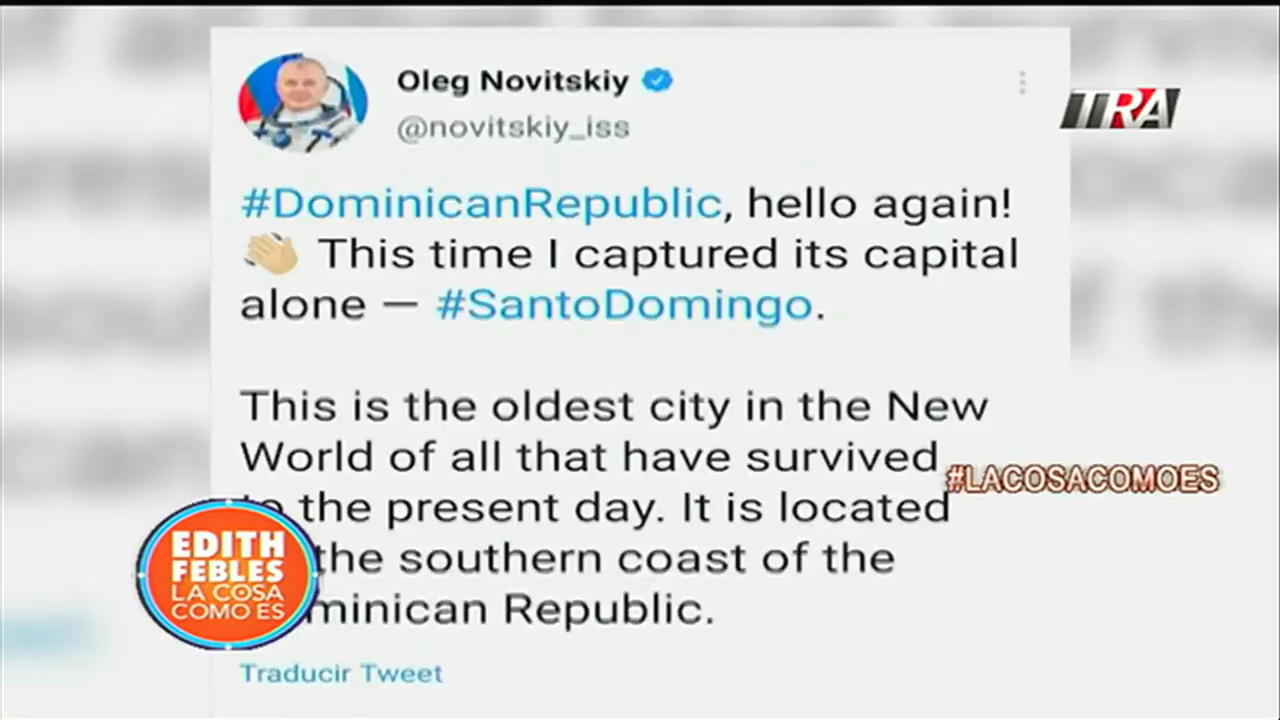 Oleg Novitskiy
@novitskiy_iss
TRA
#DominicanRepublic, hello again!
This time I captured its capital
alone — #SantoDomingo.
This is the oldest city in the New
World of all that have survived
#LACOSACOMOES
the present day. It is located
the southern coast of the
minican Republic.
EDITH
FEBLES
LA COSA
COMO ES
Traducir Tweet